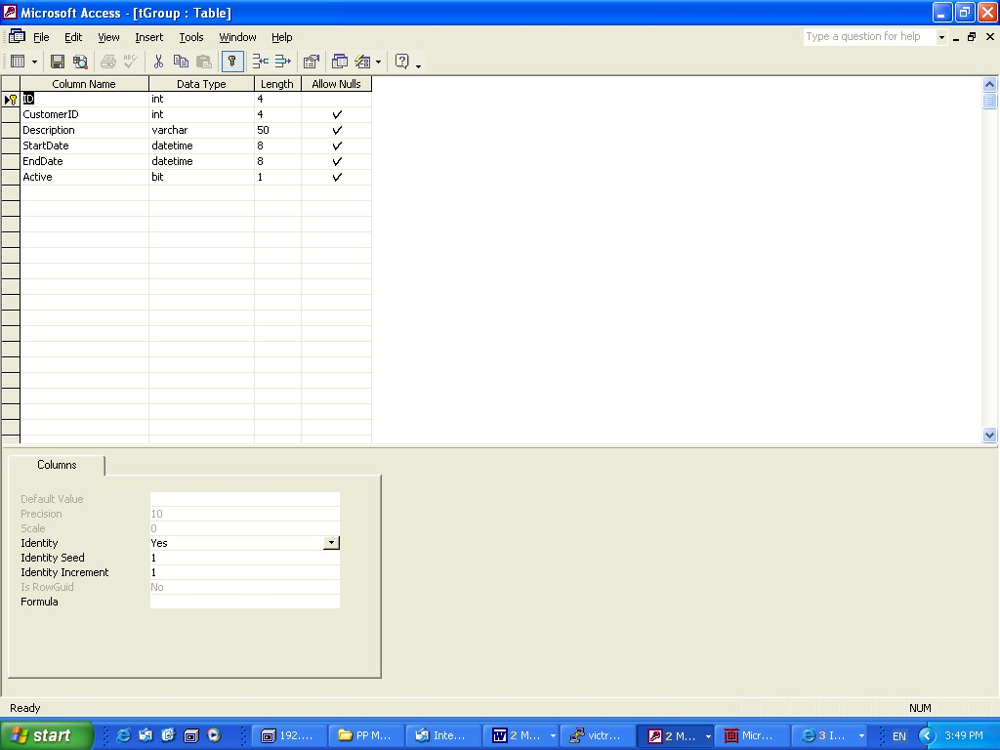 Microsoft Access - [tGroup : Table]
File Edit View Insert Tools Window Help Type a question for help
Column Name Data Type Length Allow Nulls
ID int 4
CustomerID int 4
Description varchar 50
StartDate datetime 8
EndDate datetime 8
Active bit 1
Columns
Default Value
Precision 10
Scale 0
Identity Yes
Identity Seed 1
Identity Increment 1
Is RowGuid No
Formula
Ready NUM
start 192.... PP M... Inte... 2 M... victr... 2 M... Micr... 3 I... EN 3:49 PM